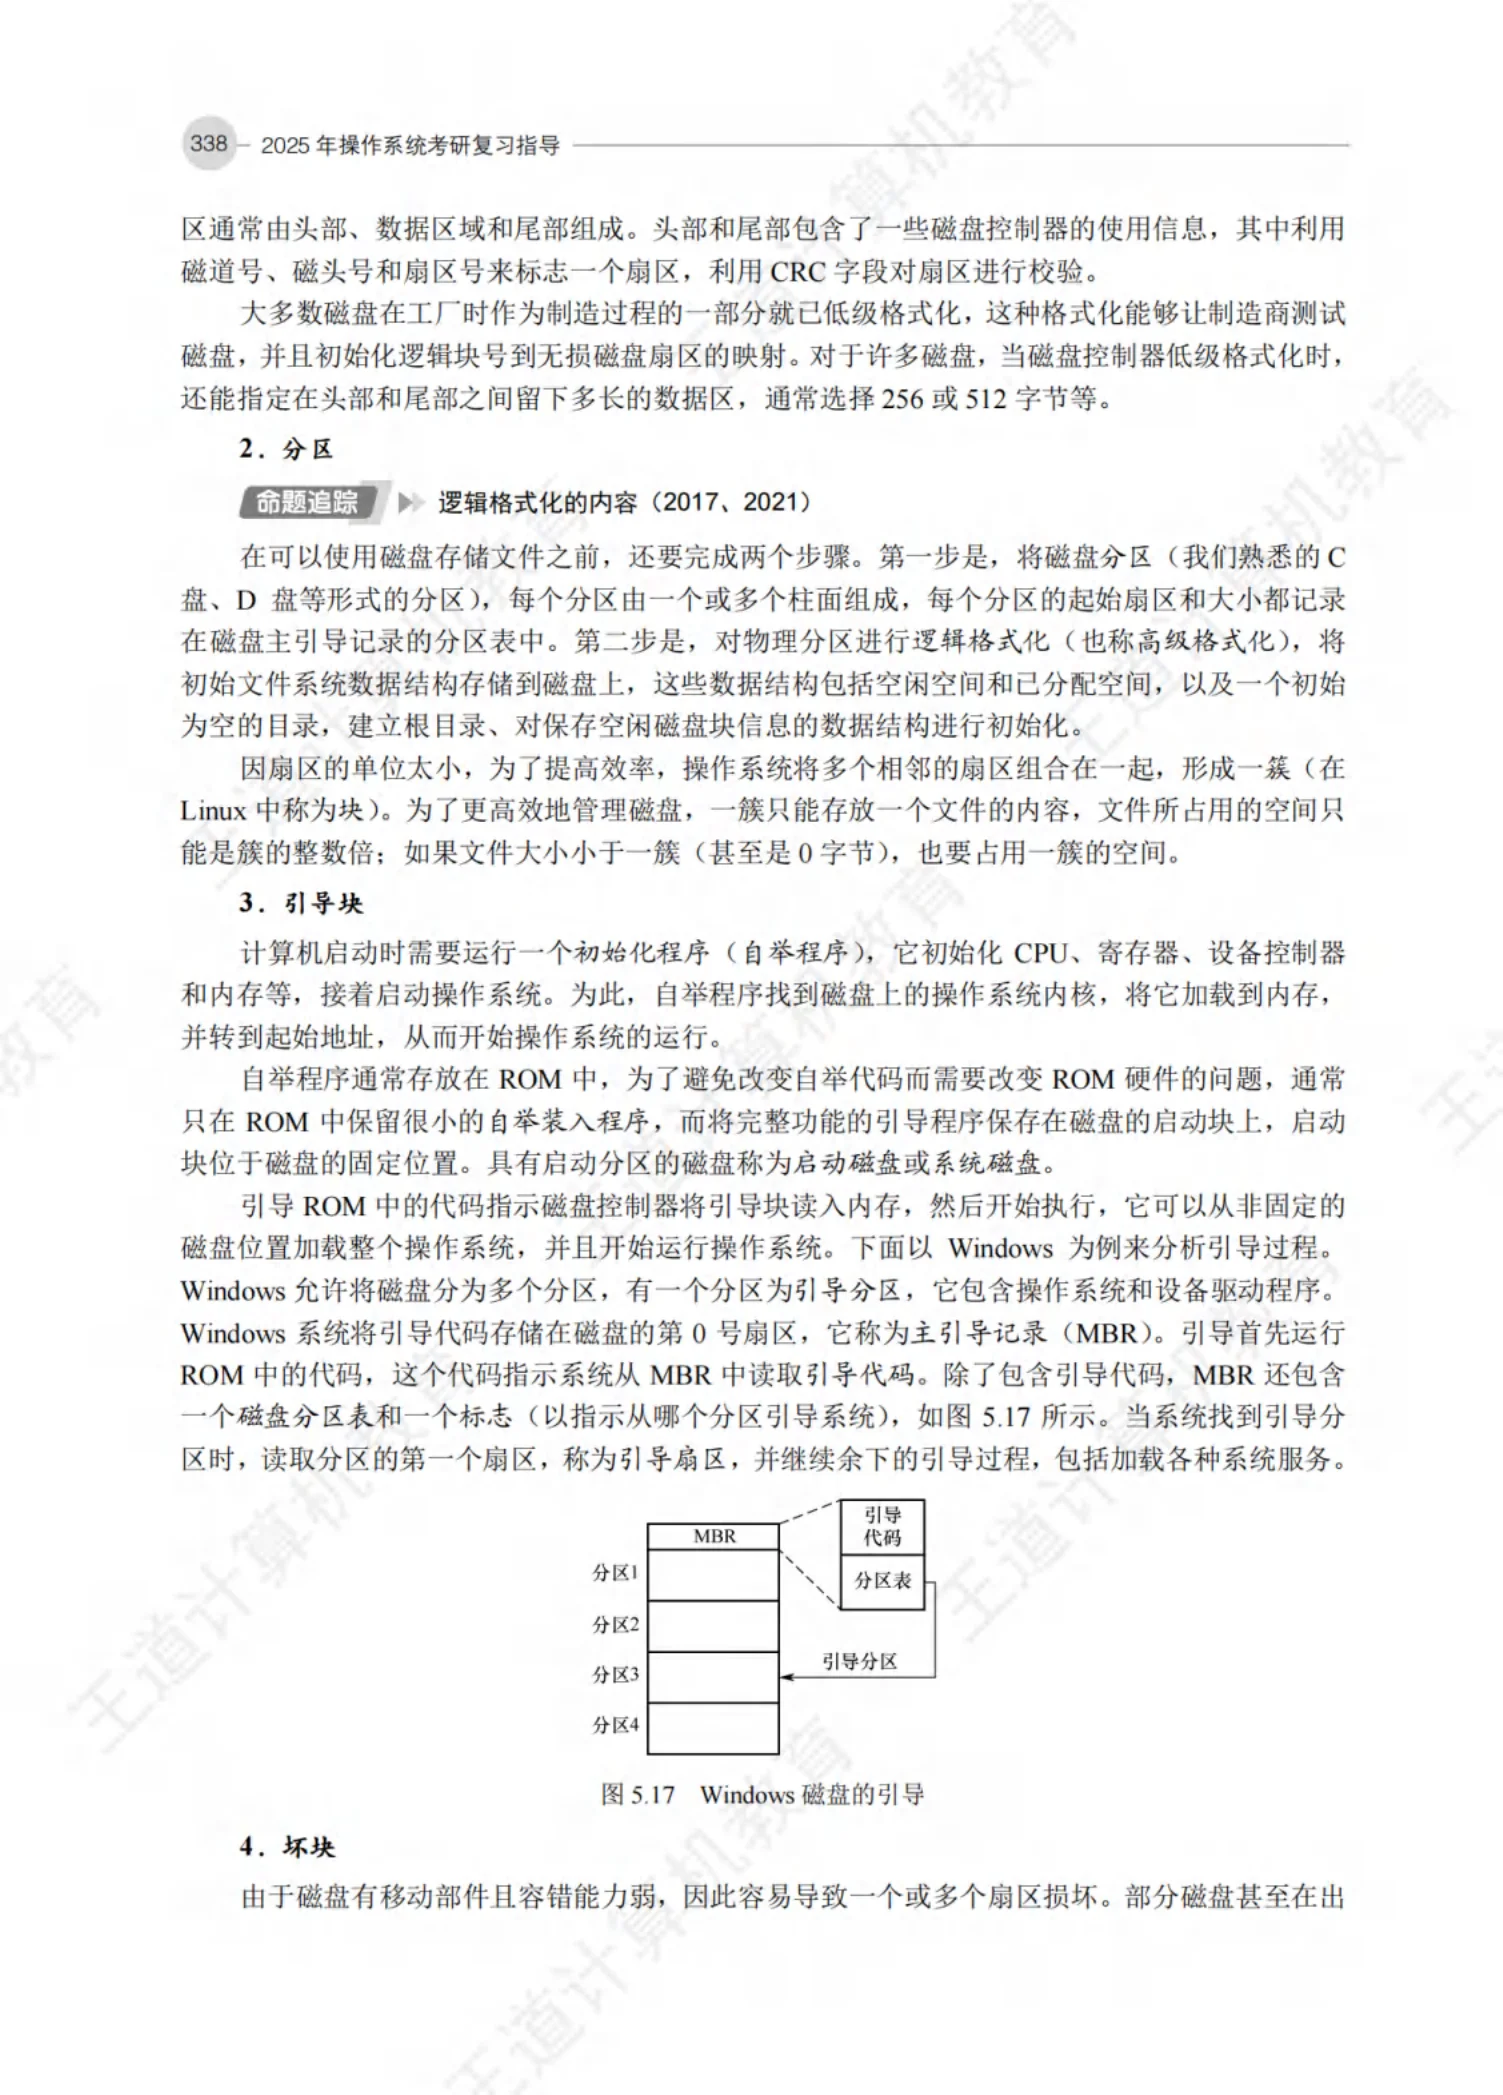 338 2025 年操作系统考研复习指导
区通常由头部、数据区域和尾部组成。头部和尾部包含了一些磁盘控制器的使用信息，其中利用
磁道号、磁头号和扇区号来标志一个扇区，利用 CRC 字段对扇区进行校验。
大多数磁盘在工厂时作为制造过程的一部分就已低级格式化，这种格式化能够让制造商测试
磁盘，并且初始化逻辑块号到无损磁盘扇区的映射。对于许多磁盘，当磁盘控制器低级格式化时，
还能指定在头部和尾部之间留下多长的数据区，通常选择 256 或 512 字节等。
2．分区
命题追踪 逻辑格式化的内容（2017、2021）
在可以使用磁盘存储文件之前，还要完成两个步骤。第一步是，将磁盘分区（我们熟悉的 C
盘、D 盘等形式的分区），每个分区由一个或多个柱面组成，每个分区的起始扇区和大小都记录
在磁盘主引导记录的分区表中。第二步是，对物理分区进行逻辑格式化（也称高级格式化），将
初始文件系统数据结构存储到磁盘上，这些数据结构包括空闲空间和已分配空间，以及一个初始
为空的目录，建立根目录、对保存空闲磁盘块信息的数据结构进行初始化。
因扇区的单位太小，为了提高效率，操作系统将多个相邻的扇区组合在一起，形成一簇（在
Linux 中称为块）。为了更高效地管理磁盘，一簇只能存放一个文件的内容，文件所占用的空间只
能是簇的整数倍；如果文件大小小于一簇（甚至是 0 字节），也要占用一簇的空间。
3．引导块
计算机启动时需要运行一个初始化程序（自举程序），它初始化 CPU、寄存器、设备控制器
和内存等，接着启动操作系统。为此，自举程序找到磁盘上的操作系统内核，将它加载到内存，
并转到起始地址，从而开始操作系统的运行。
自举程序通常存放在 ROM 中，为了避免改变自举代码而需要改变 ROM 硬件的问题，通常
只在 ROM 中保留很小的自举装入程序，而将完整功能的引导程序保存在磁盘的启动块上，启动
块位于磁盘的固定位置。具有启动分区的磁盘称为启动磁盘或系统磁盘。
引导 ROM 中的代码指示磁盘控制器将引导块读入内存，然后开始执行，它可以从非固定的
磁盘位置加载整个操作系统，并且开始运行操作系统。下面以 Windows 为例来分析引导过程。
Windows 允许将磁盘分为多个分区，有一个分区为引导分区，它包含操作系统和设备驱动程序。
Windows 系统将引导代码存储在磁盘的第 0 号扇区，它称为主引导记录（MBR）。引导首先运行
ROM 中的代码，这个代码指示系统从 MBR 中读取引导代码。除了包含引导代码，MBR 还包含
一个磁盘分区表和一个标志（以指示从哪个分区引导系统），如图 5.17 所示。当系统找到引导分
区时，读取分区的第一个扇区，称为引导扇区，并继续余下的引导过程，包括加载各种系统服务。
MBR
分区1
分区2
分区3
分区4
引导
代码
分区表
引导分区
图 5.17 Windows 磁盘的引导
4．坏块
由于磁盘有移动部件且容错能力弱，因此容易导致一个或多个扇区损坏。部分磁盘甚至在出
王道计算机教育
王道计算机教育
王道计算机教育
王道计算机教育
王道计算机教育
王道计算机教育
王道计算机教育
教育
王道